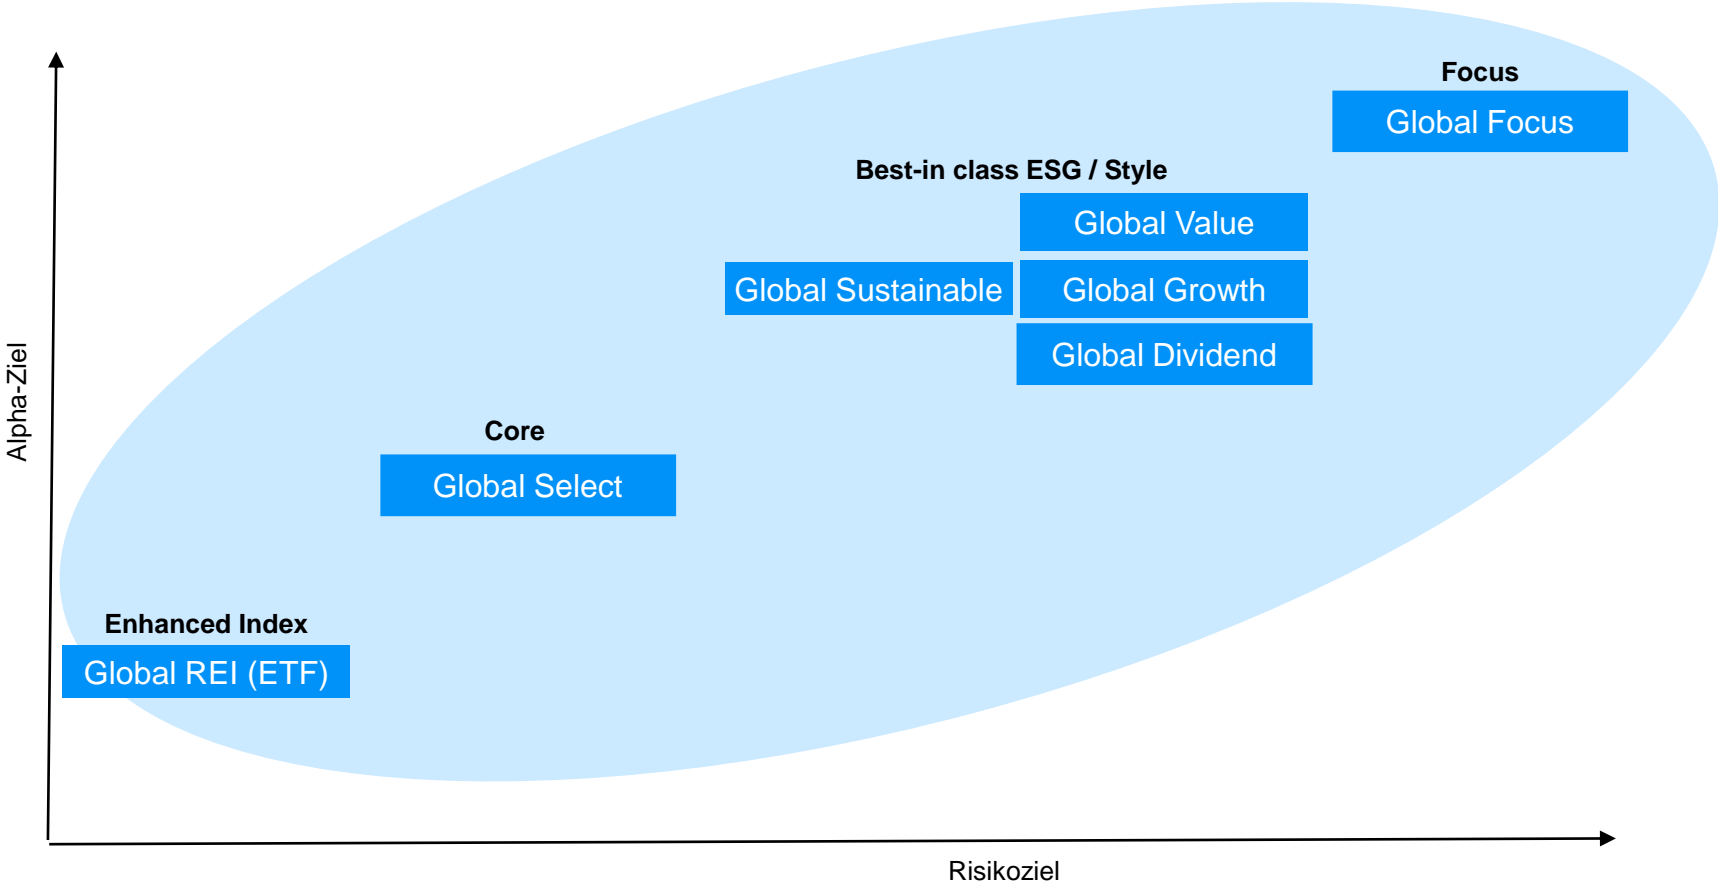 Focus
Global Focus
Best-in class ESG / Style
Global Value
Global Sustainable
Global Growth
Global Dividend
Core
Global Select
Enhanced Index
Global REI (ETF)
Alpha-Ziel
Risikoziel